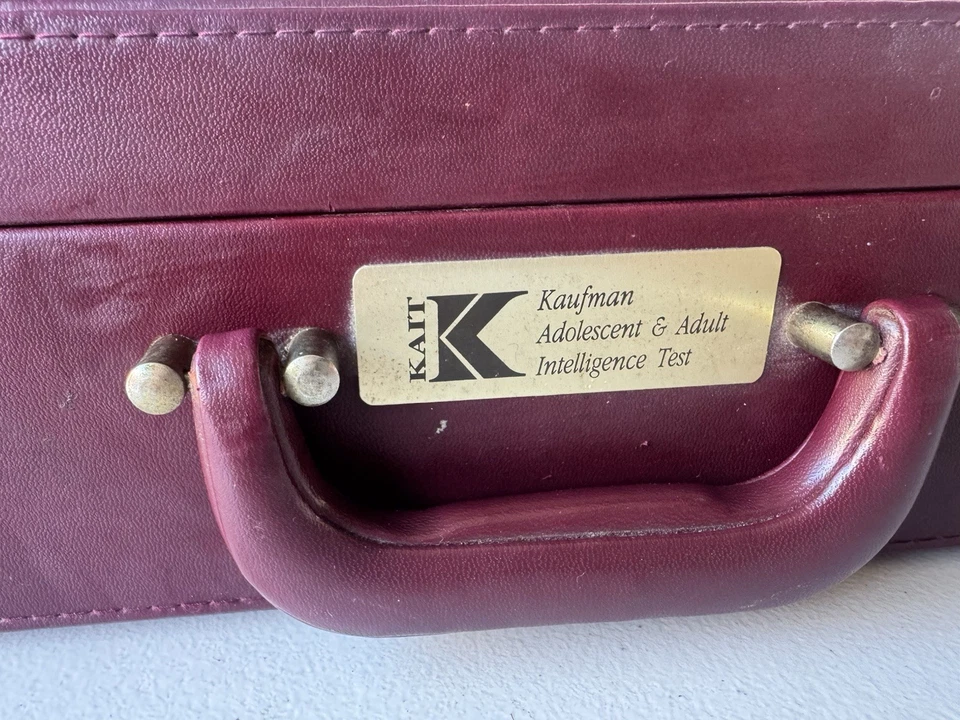 KAIT
K
Kaufman
Adolescent & Adult
Intelligence Test